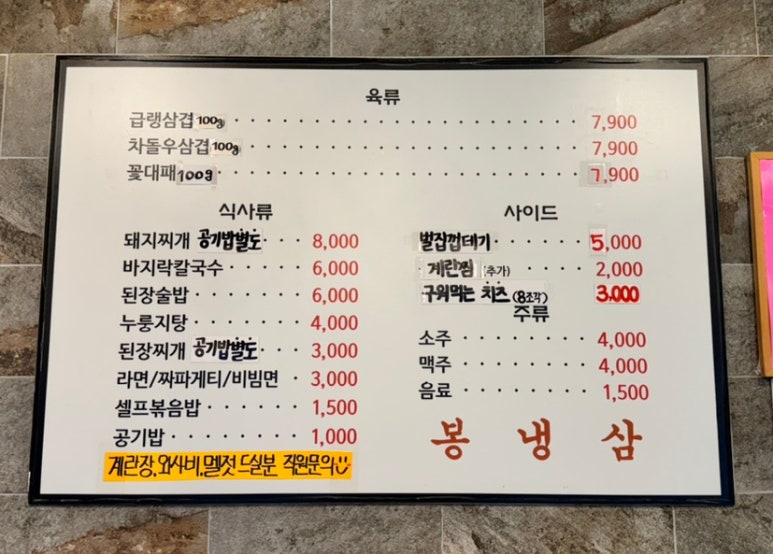 육류
급랭삼겹 100g 7,900
차돌우삼겹 100g 7,900
꽃대패 100g 7,900
식사류
돼지찌개 공기밥별도 8,000
바지락칼국수 6,000
된장술밥 6,000
누룽지탕 4,000
된장찌개 공기밥별도 3,000
라면/짜파게티/비빔면 3,000
셀프볶음밥 1,500
공기밥 1,000
계란장,와사비,멜젓 드실분 직원문의
사이드
벌집껍데기 5,000
계란찜 (추가) 2,000
구워먹는 치즈 (8조각) 3,000
주류
소주 4,000
맥주 4,000
음료 1,500
봉 냉 삼